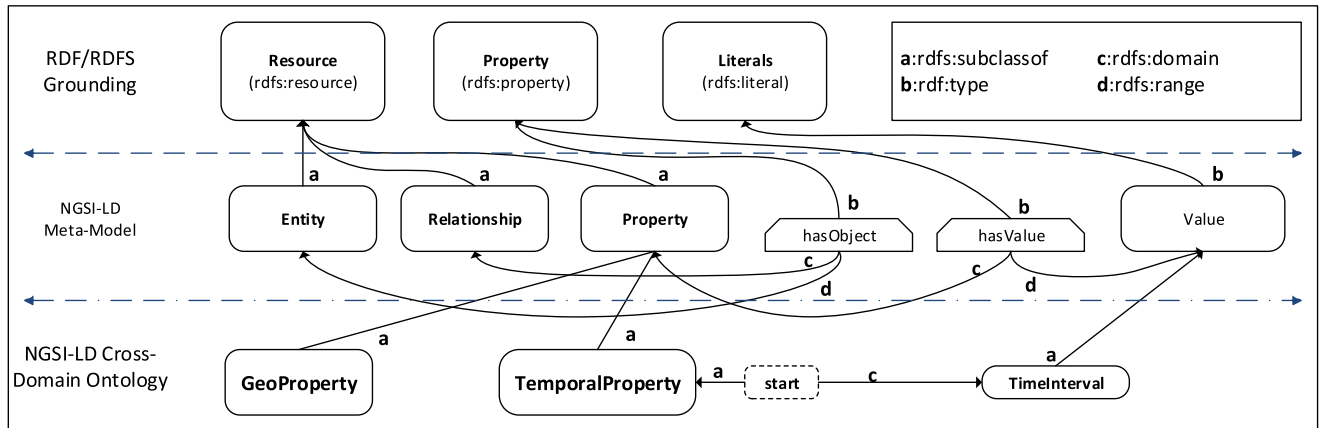 RDF/RDFS
Grounding
Resource
(rdfs:resource)
Property
(rdfs:property)
Literals
(rdfs:literal)
a:rdfs:subclassof c:rdfs:domain
b:rdf:type d:rdfs:range
a
a
a
b
b
b
NGSI-LD
Meta-Model
Entity
Relationship
Property
hasObject
hasValue
Value
c
d
c
d
a
a
a
NGSI-LD Cross-
Domain Ontology
GeoProperty
TemporalProperty
a
start
c
TimeInterval